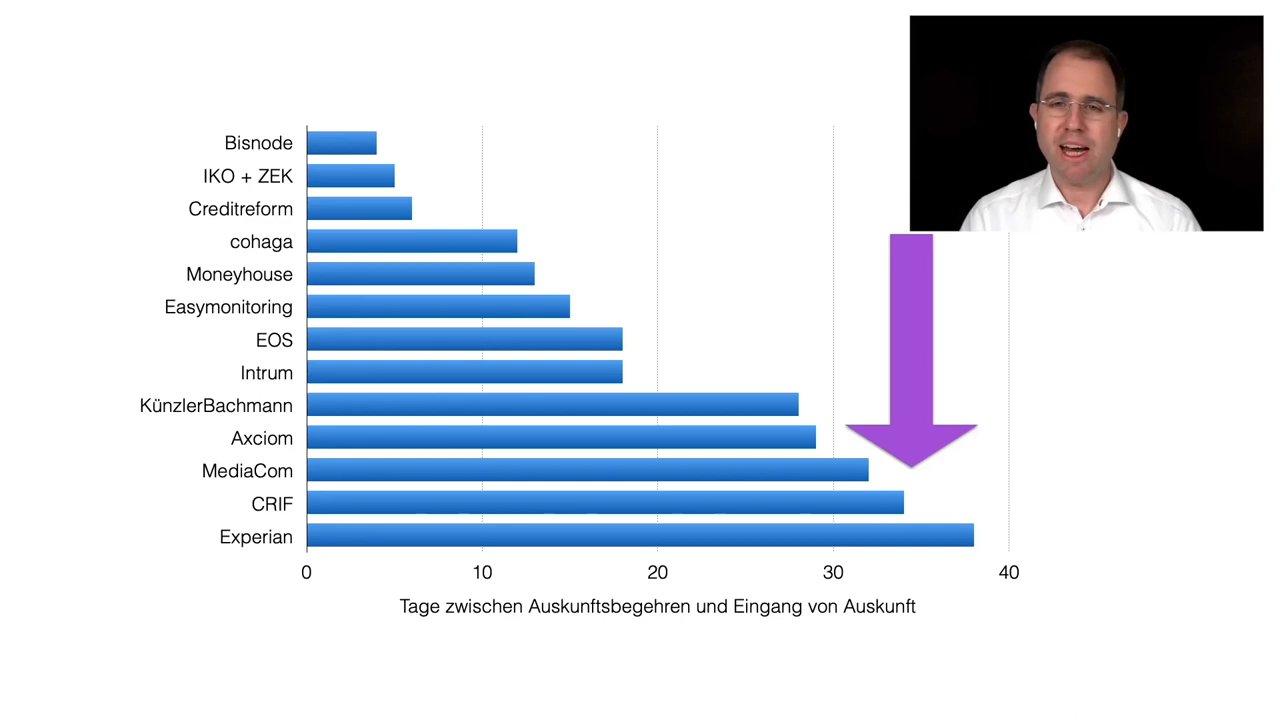 Bisnode
IKO + ZEK
Creditreform
cohaga
Moneyhouse
Easymonitoring
EOS
Intrum
KünzlerBachmann
Axciom
MediaCom
CRIF
Experian
0 10 20 30 40
Tage zwischen Auskunftsbegehren und Eingang von Auskunft